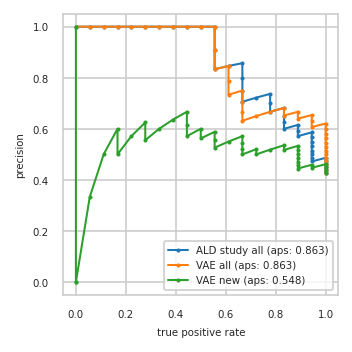 1.0
0.8
0.6
0.4
0.2
0.0
precision
ALD study all (aps: 0.863)
VAE all (aps: 0.863)
VAE new (aps: 0.548)
0.0 0.2 0.4 0.6 0.8 1.0
true positive rate